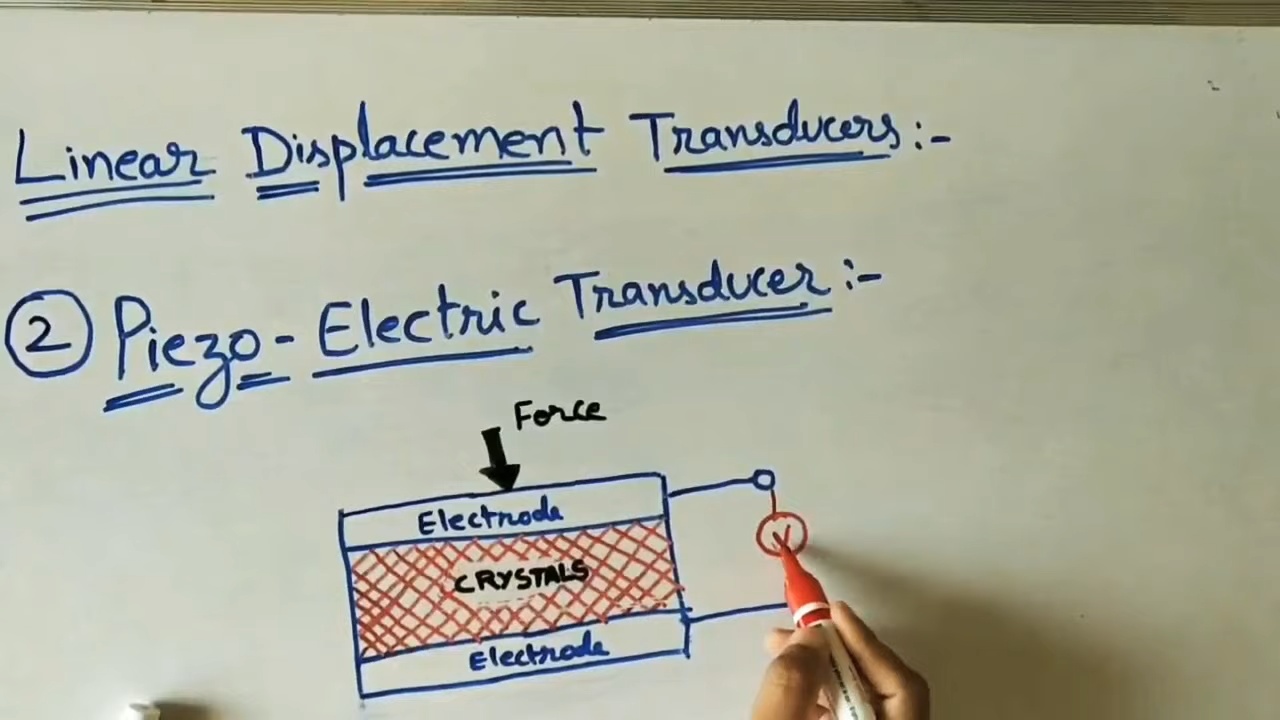 Linear Displacement Transducers:-
② Piezo-Electric Transducer:-
Force
Electrode
CRYSTALS
V
Electrode